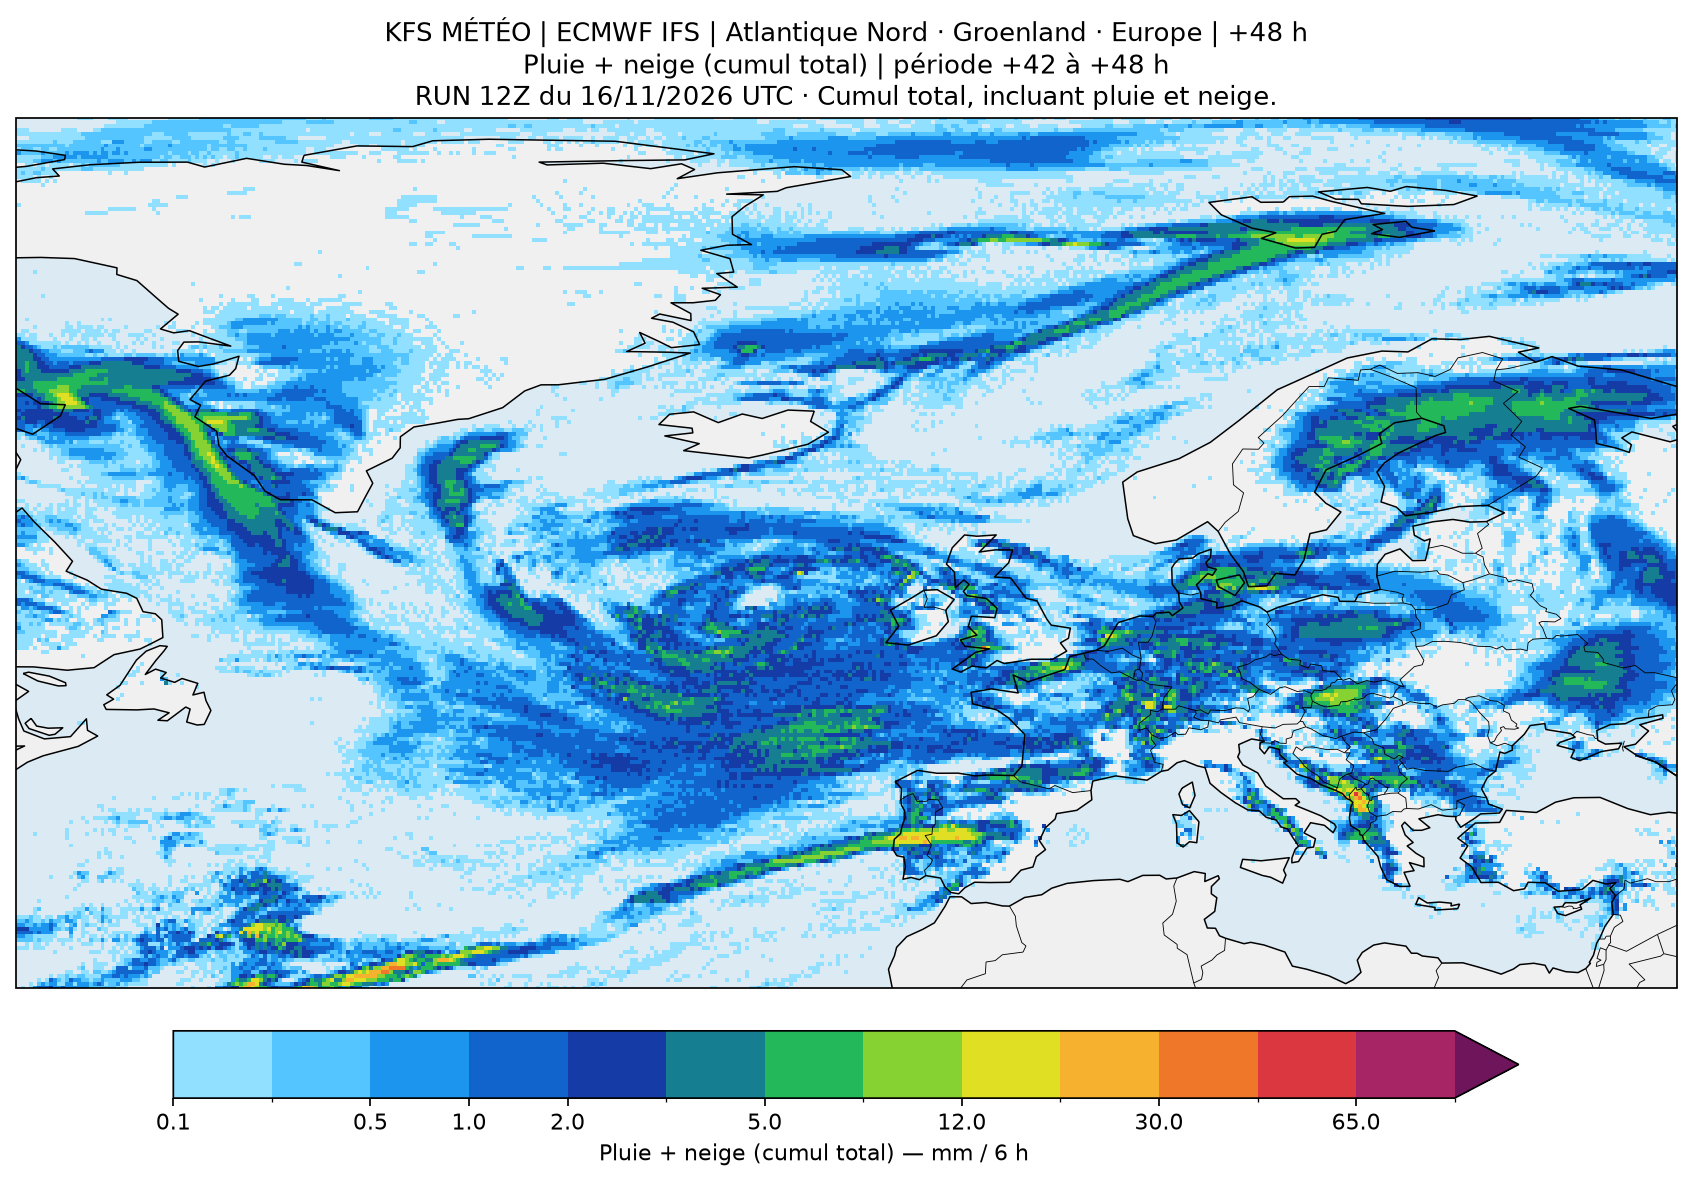 KFS MÉTÉO | ECMWF IFS | Atlantique Nord · Groenland · Europe | +48 h
Pluie + neige (cumul total) | période +42 à +48 h
RUN 12Z du 16/11/2026 UTC · Cumul total, incluant pluie et neige.
0.1 0.5 1.0 2.0 5.0 12.0 30.0 65.0
Pluie + neige (cumul total) — mm / 6 h